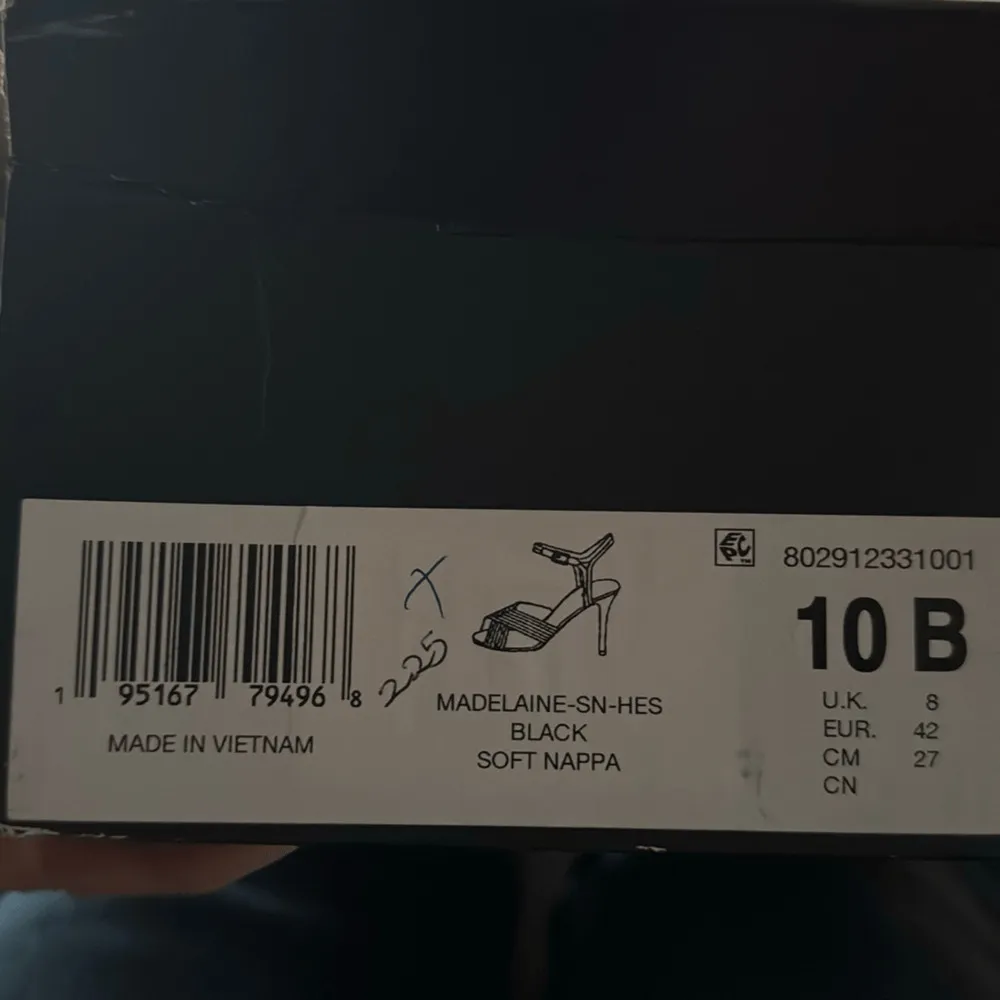 1 95167 79496 8
MADE IN VIETNAM
X
225
MADELAINE-SN-HES
BLACK
SOFT NAPPA
EPC™
802912331001
10 B
U.K. 8
EUR. 42
CM 27
CN